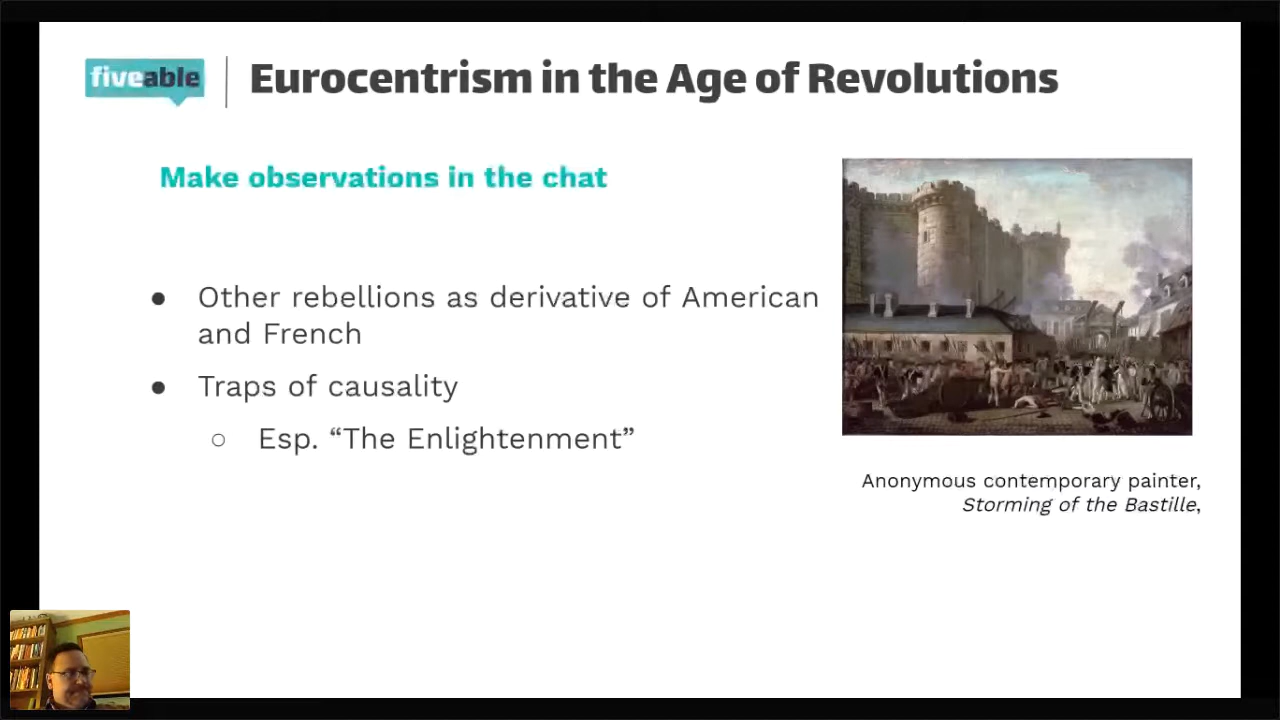 fiveable
Eurocentrism in the Age of Revolutions
Make observations in the chat
● Other rebellions as derivative of American
and French
● Traps of causality
○ Esp. “The Enlightenment”
Anonymous contemporary painter,
Storming of the Bastille,